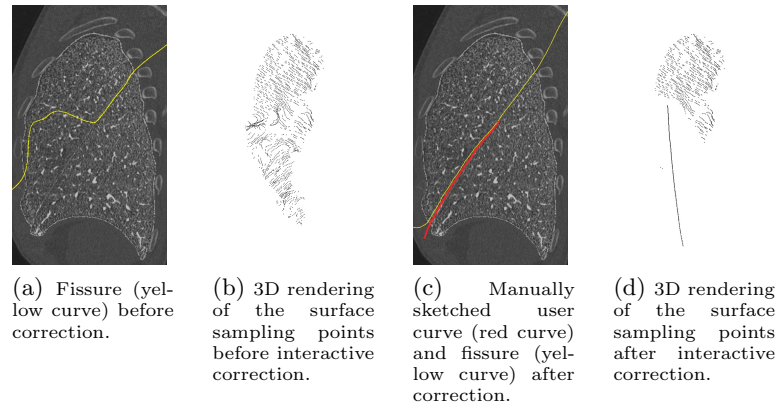 (a) Fissure (yel-
low curve) before
correction.
(b) 3D rendering
of the surface
sampling points
before interactive
correction.
(c) Manually
sketched user
curve (red curve)
and fissure (yel-
low curve) after
correction.
(d) 3D rendering
of the surface
sampling points
after interactive
correction.